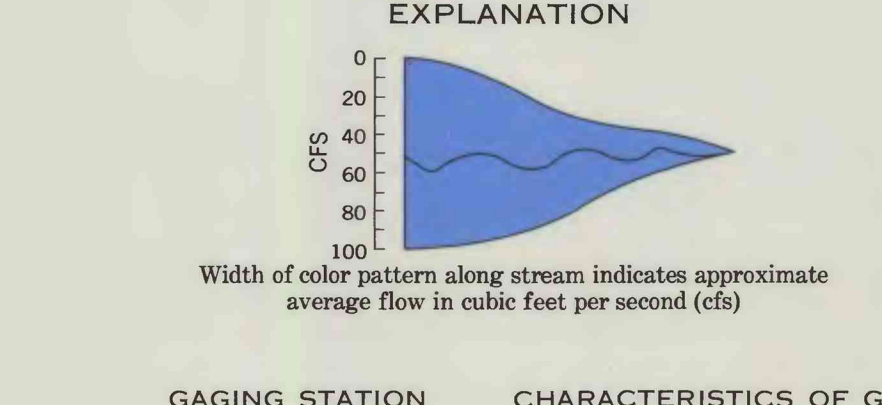 EXPLANATION
0
20
40
60
80
100
CFS
Width of color pattern along stream indicates approximate
average flow in cubic feet per second (cfs)
GAGING STATION
CHARACTERISTICS OF G